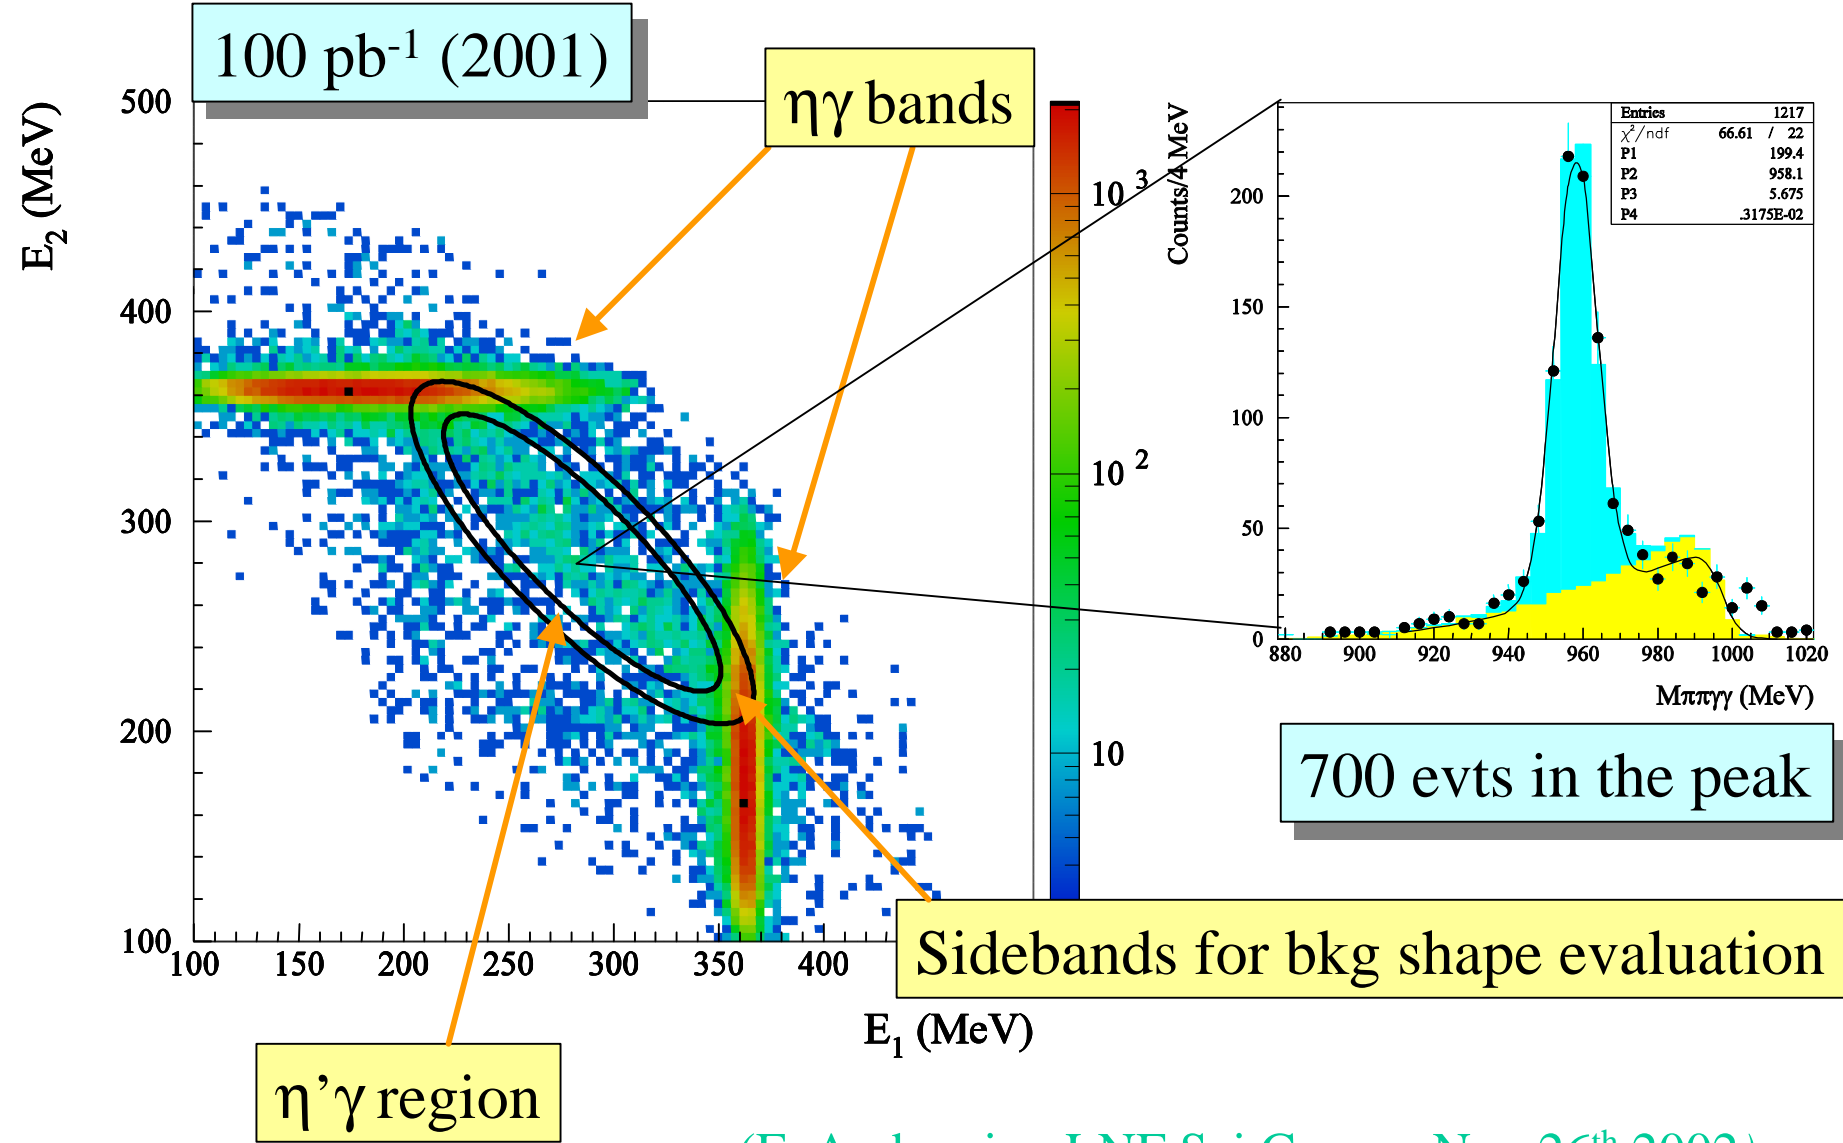 100 pb-1 (2001)
ηγ bands
E2 (MeV)
500
400
300
200
100
100 150 200 250 300 350 400
E1 (MeV)
10 3
10 2
10
Counts/4 MeV
Entries 1217
χ2/ndf 66.61 / 22
P1 199.4
P2 958.1
P3 5.675
P4 .3175E-02
200
150
100
50
0
880 900 920 940 960 980 1000 1020
Mππγγ (MeV)
700 evts in the peak
Sidebands for bkg shape evaluation
η’γ region